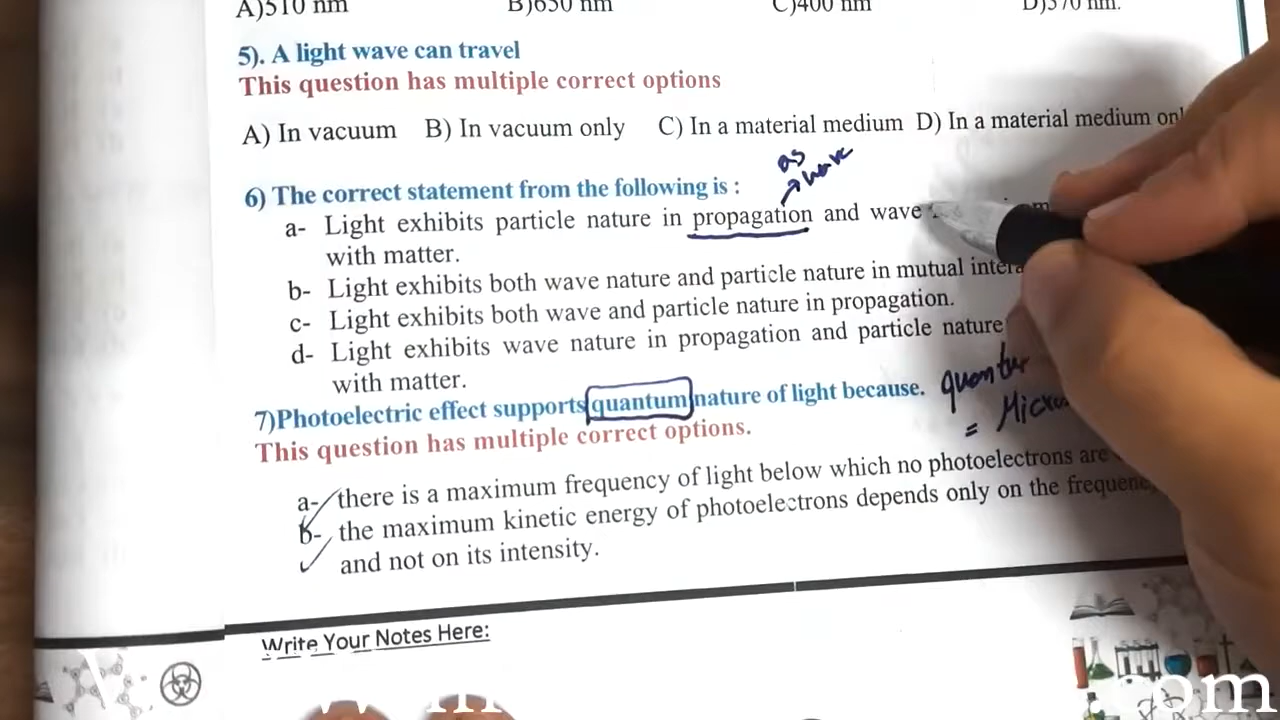 A)510 nm B)650 nm C)400 nm D)370 nm.
5). A light wave can travel
This question has multiple correct options
A) In vacuum B) In vacuum only C) In a material medium D) In a material medium onl
as
wave
6) The correct statement from the following is :
a- Light exhibits particle nature in propagation and wave
with matter.
b- Light exhibits both wave nature and particle nature in mutual intera
c- Light exhibits both wave and particle nature in propagation.
d- Light exhibits wave nature in propagation and particle nature
with matter.
7)Photoelectric effect supports quantum nature of light because.
This question has multiple correct options.
= 
a- there is a maximum frequency of light below which no photoelectrons are
b- the maximum kinetic energy of photoelectrons depends only on the frequenc
and not on its intensity.
Write Your Notes Here: